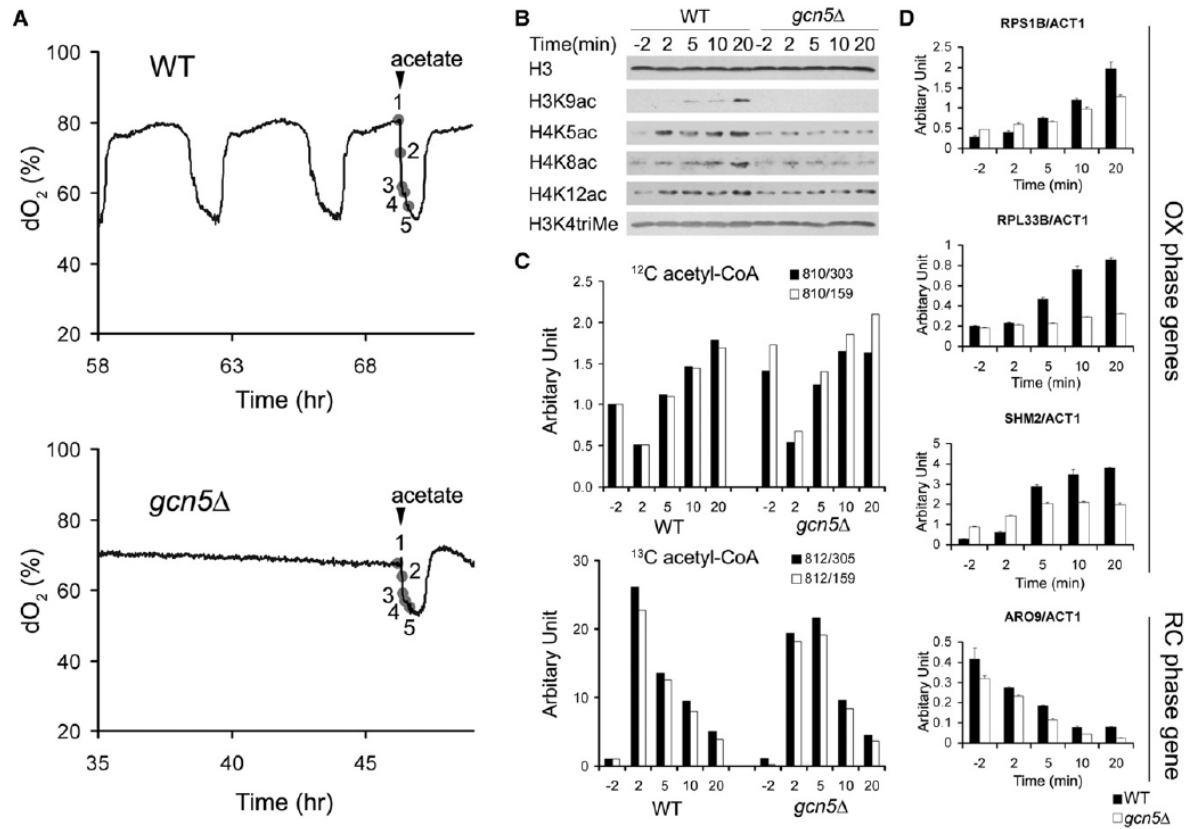 A
WT
acetate
1
2
3
4
5
100
80
60
40
20
dO₂ (%)
58 63 68
Time (hr)
gcn5Δ
acetate
1
2
3
4
5
100
80
60
40
20
dO₂ (%)
35 40 45
Time (hr)
B
WT gcn5Δ
Time(min) -2 2 5 10 20 -2 2 5 10 20
H3
H3K9ac
H4K5ac
H4K8ac
H4K12ac
H3K4triMe
C
¹²C acetyl-CoA
810/303
810/159
2.5
2.0
1.5
1.0
0.5
0.0
Arbitary Unit
-2 2 5 10 20 -2 2 5 10 20
WT gcn5Δ
¹³C acetyl-CoA
812/305
812/159
30
20
10
0
Arbitary Unit
-2 2 5 10 20 -2 2 5 10 20
WT gcn5Δ
D
RPS1B/ACT1
2.5
2
1.5
1
0.5
0
Arbitary Unit
-2 2 5 10 20
Time (min)
RPL33B/ACT1
1
0.8
0.6
0.4
0.2
0
Arbitary Unit
-2 2 5 10 20
Time (min)
SHM2/ACT1
5
4
3
2
1
0
Arbitary Unit
-2 2 5 10 20
Time (min)
OX phase genes
ARO9/ACT1
0.5
0.4
0.3
0.2
0.1
0
Arbitary Unit
-2 2 5 10 20
Time (min)
RC phase gene
WT
gcn5Δ